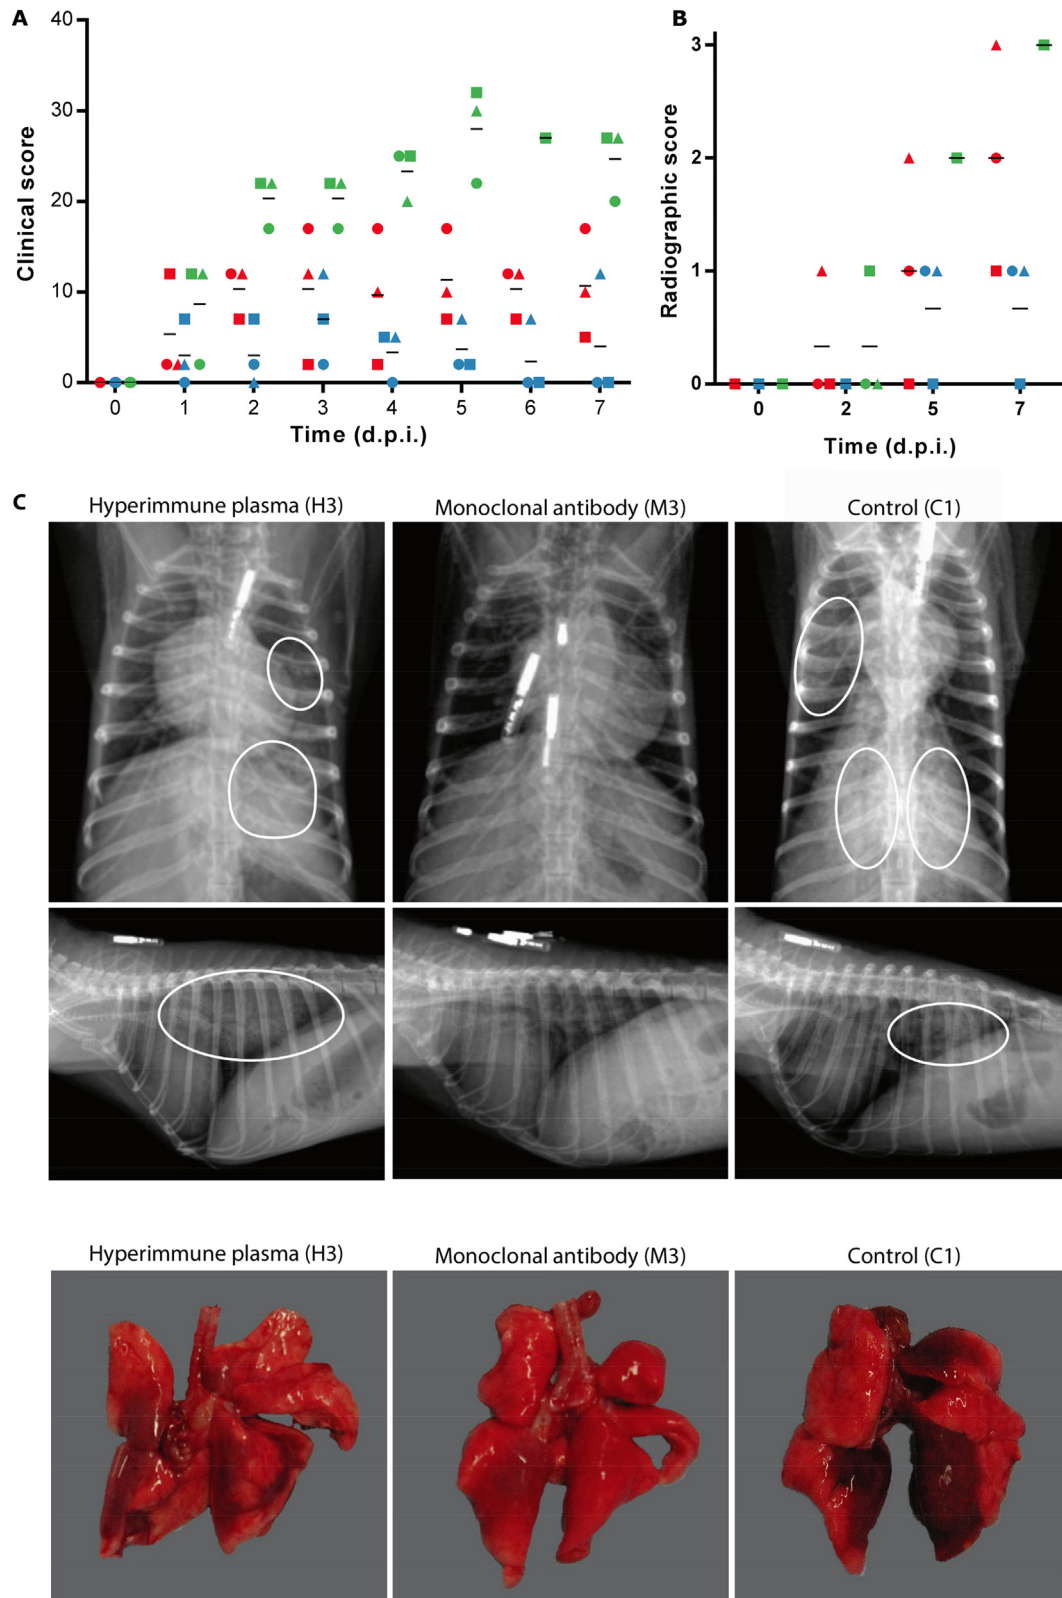 A
40
30
20
10
0
Clinical score
0 1 2 3 4 5 6 7
Time (d.p.i.)
B
3
2
1
0
Radiographic score
0 2 5 7
Time (d.p.i.)
C
Hyperimmune plasma (H3) Monoclonal antibody (M3) Control (C1)
Hyperimmune plasma (H3) Monoclonal antibody (M3) Control (C1)